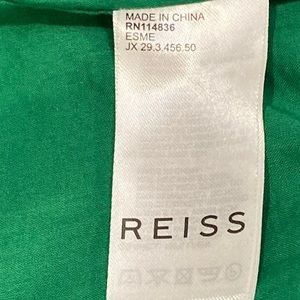 MADE IN CHINA
RN114836
ESME
JX 29.3.456.50
REISS